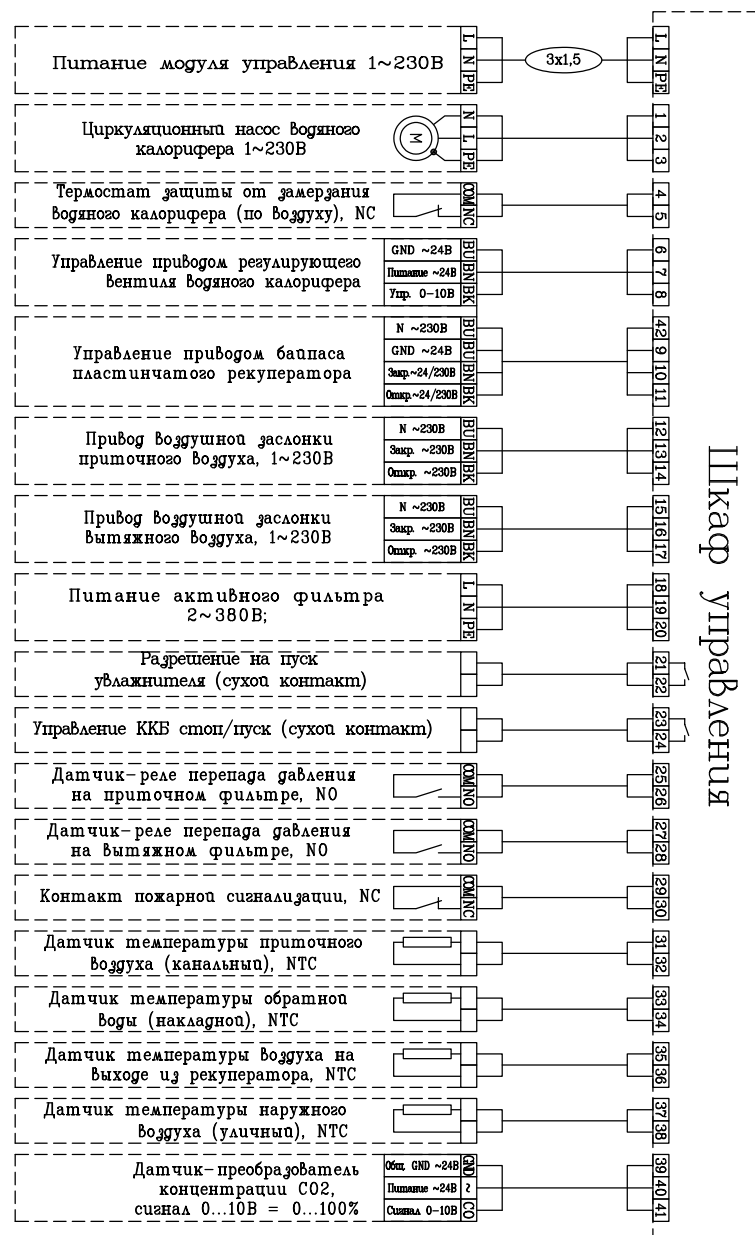 Питание модуля управления 1~230В
L
N
PE
3х1,5
L
N
PE
Циркуляционный насос водяного
калорифера 1~230В
M
N
L
PE
1
2
3
Термостат защиты от замерзания
водяного калорифера (по воздуху), NC
COM
NC
4
5
Управление приводом регулирующего
вентиля водяного калорифера
GND ~24В
Питание ~24В
Упр. 0-10В
BU
BN
BK
6
7
8
Управление приводом байпаса
пластинчатого рекуператора
N ~230В
GND ~24В
Закр.~24/230В
Откр.~24/230В
BU
BU
BN
BK
42
9
10
11
Привод воздушной заслонки
приточного воздуха, 1~230В
N ~230В
Закр. ~230В
Откр. ~230В
BU
BN
BK
12
13
14
Привод воздушной заслонки
вытяжного воздуха, 1~230В
N ~230В
Закр. ~230В
Откр. ~230В
BU
BN
BK
15
16
17
Питание активного фильтра
2~380В;
L
N
PE
18
19
20
Разрешение на пуск
увлажнителя (сухой контакт)
21
22
Управление ККБ стоп/пуск (сухой контакт)
23
24
Датчик-реле перепада давления
на приточном фильтре, NO
COM
NO
25
26
Датчик-реле перепада давления
на вытяжном фильтре, NO
COM
NO
27
28
Контакт пожарной сигнализации, NC
COM
NC
29
30
Датчик температуры приточного
воздуха (канальный), NTC
31
32
Датчик температуры обратной
воды (накладной), NTC
33
34
Датчик температуры воздуха на
выходе из рекуператора, NTC
35
36
Датчик температуры наружного
воздуха (уличный), NTC
37
38
Датчик-преобразователь
концентрации СО2,
сигнал 0...10В = 0...100%
Общ. GND ~24В
Питание ~24В
Сигнал 0-10В
GND
~
CO
39
40
41
Шкаф управления